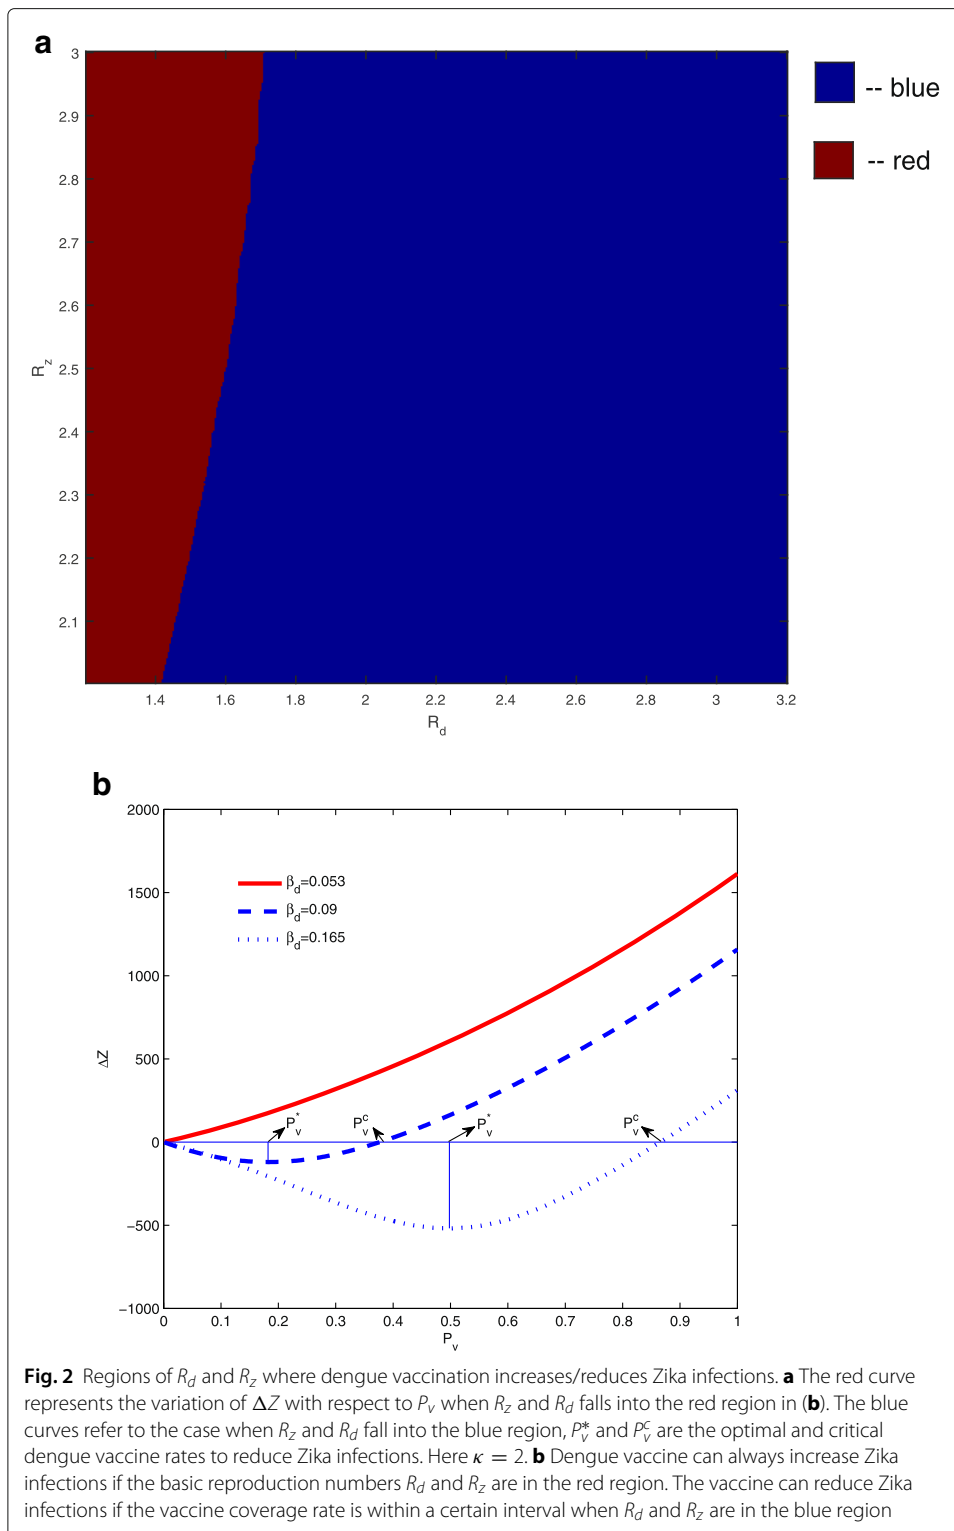 a
3
2.9
2.8
2.7
2.6
2.5
2.4
2.3
2.2
2.1
R_z
1.4 1.6 1.8 2 2.2 2.4 2.6 2.8 3 3.2
R_d
-- blue
-- red
b
2000
1500
1000
500
0
−500
−1000
ΔZ
β_d=0.053
β_d=0.09
β_d=0.165
P_v^* P_v^c P_v^* P_v^c
0 0.1 0.2 0.3 0.4 0.5 0.6 0.7 0.8 0.9 1
P_v
Fig. 2 Regions of R_d and R_z where dengue vaccination increases/reduces Zika infections. a The red curve
represents the variation of ΔZ with respect to P_v when R_z and R_d falls into the red region in (b). The blue
curves refer to the case when R_z and R_d fall into the blue region, P_v^* and P_v^c are the optimal and critical
dengue vaccine rates to reduce Zika infections. Here κ = 2. b Dengue vaccine can always increase Zika
infections if the basic reproduction numbers R_d and R_z are in the red region. The vaccine can reduce Zika
infections if the vaccine coverage rate is within a certain interval when R_d and R_z are in the blue region